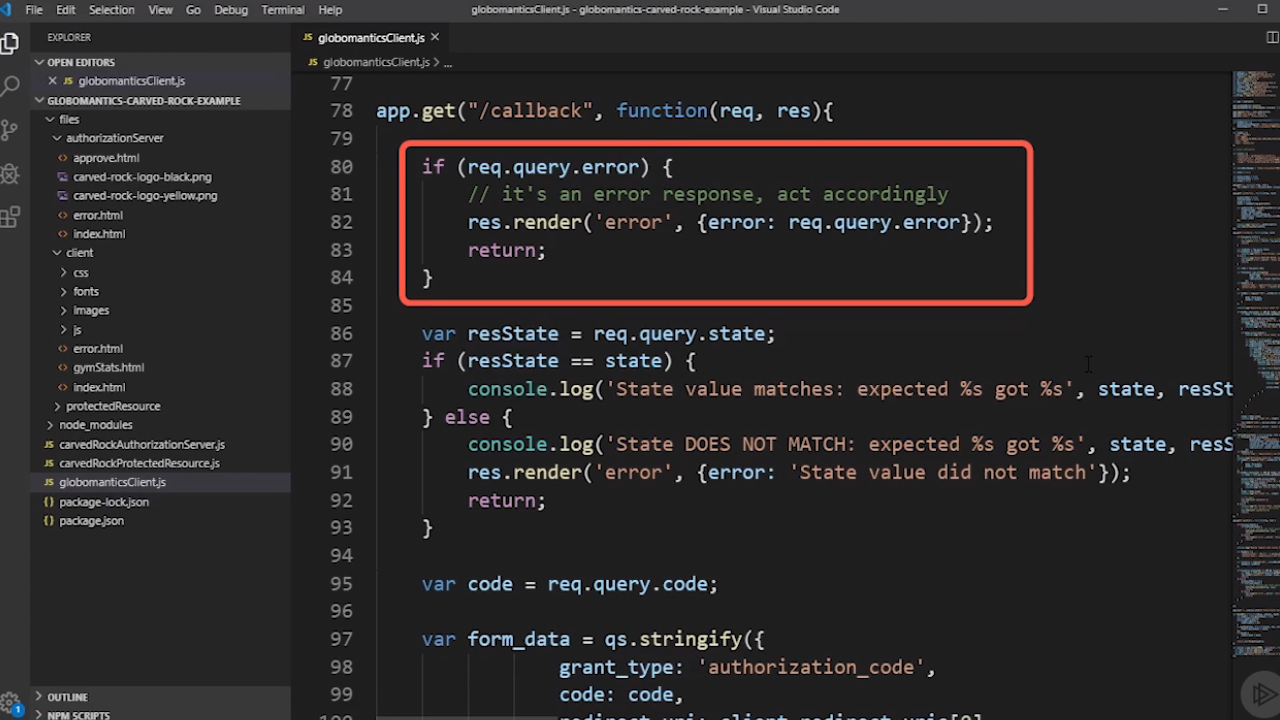 File Edit Selection View Go Debug Terminal Help globomanticsClient.js - globomantics-carved-rock-example - Visual Studio Code
EXPLORER
OPEN EDITORS
JS globomanticsClient.js
GLOBOMANTICS-CARVED-ROCK-EXAMPLE
files
authorizationServer
approve.html
carved-rock-logo-black.png
carved-rock-logo-yellow.png
error.html
index.html
client
css
fonts
images
js
error.html
gymStats.html
index.html
protectedResource
node_modules
JS carvedRockAuthorizationServer.js
JS carvedRockProtectedResource.js
JS globomanticsClient.js
{} package-lock.json
{} package.json
OUTLINE
NPM SCRIPTS
1
JS globomanticsClient.js
JS globomanticsClient.js > ...
77
78 app.get("/callback", function(req, res){
79
80 if (req.query.error) {
81 // it's an error response, act accordingly
82 res.render('error', {error: req.query.error});
83 return;
84 }
85
86 var resState = req.query.state;
87 if (resState == state) {
88 console.log('State value matches: expected %s got %s', state, resSt
89 } else {
90 console.log('State DOES NOT MATCH: expected %s got %s', state, resS
91 res.render('error', {error: 'State value did not match'});
92 return;
93 }
94
95 var code = req.query.code;
96
97 var form_data = qs.stringify({
98 grant_type: 'authorization_code',
99 code: code,
100 redirect_uri: client.redirect_uris[0]